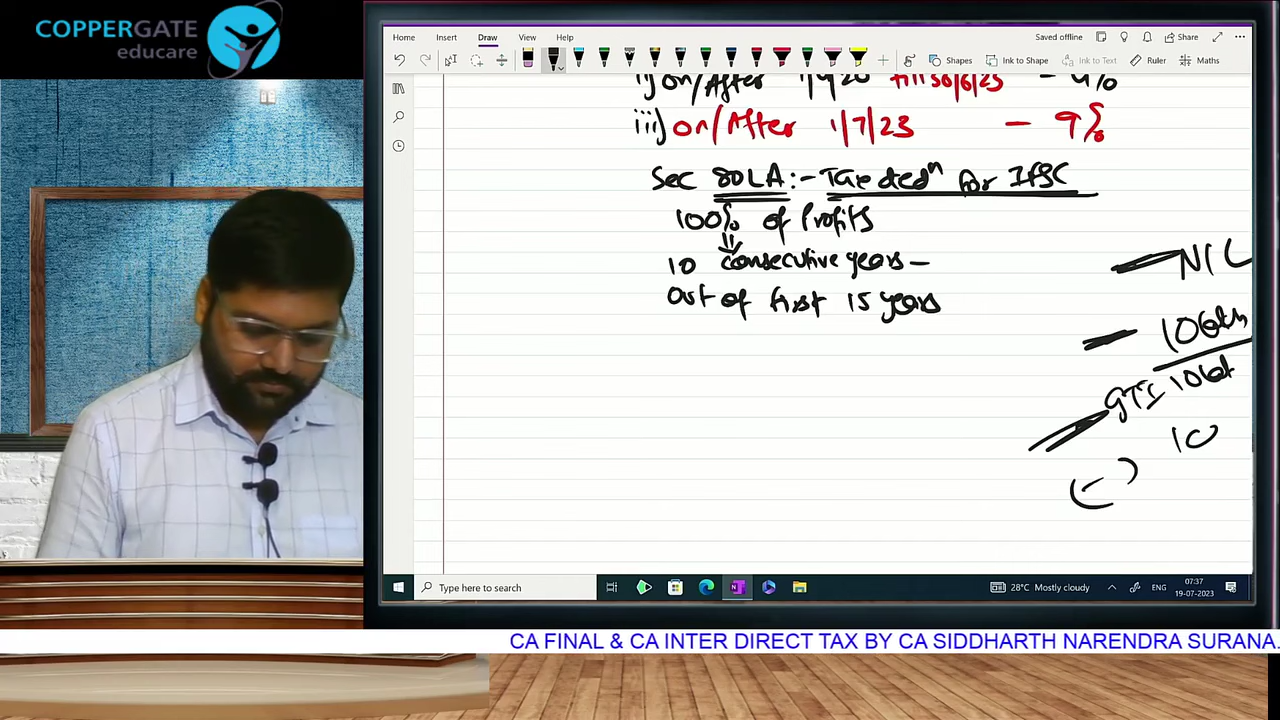 COPPERGATE
educare
Home Insert Draw View Help
Saved offline
Share
Shapes
Ink to Shape
Ink to Text
Ruler
Maths
iii) on/After 1/7/23 - 9%
Sec 80LA:- Tax dedn for IFSC
100% of Profits
10 consecutive years -
Out of first 15 years
NIL
GTI
10
(-)
Type here to search
28°C Mostly cloudy
ENG
07:37
19-07-2023
CA FINAL & CA INTER DIRECT TAX BY CA SIDDHARTH NARENDRA SURANA.